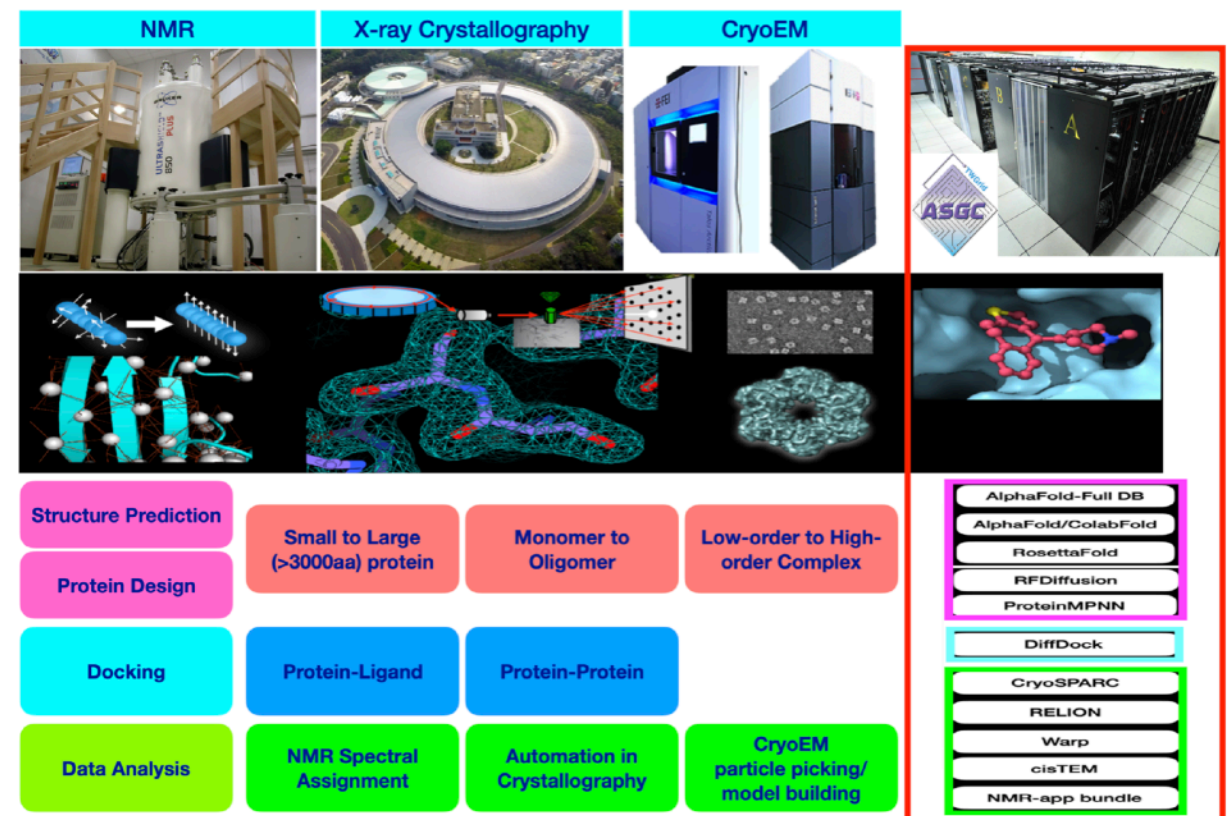 NMR
X-ray Crystallography
CryoEM
BRUKER
ULTRASHIELD
850 PLUS
FEI
B
A
TWGrid
ASGC
Structure Prediction
Protein Design
Small to Large
(>3000aa) protein
Monomer to
Oligomer
Low-order to High-
order Complex
Docking
Protein-Ligand
Protein-Protein
Data Analysis
NMR Spectral
Assignment
Automation in
Crystallography
CryoEM
particle picking/
model building
AlphaFold-Full DB
AlphaFold/ColabFold
RosettaFold
RFDiffusion
ProteinMPNN
DiffDock
CryoSPARC
RELION
Warp
cisTEM
NMR-app bundle